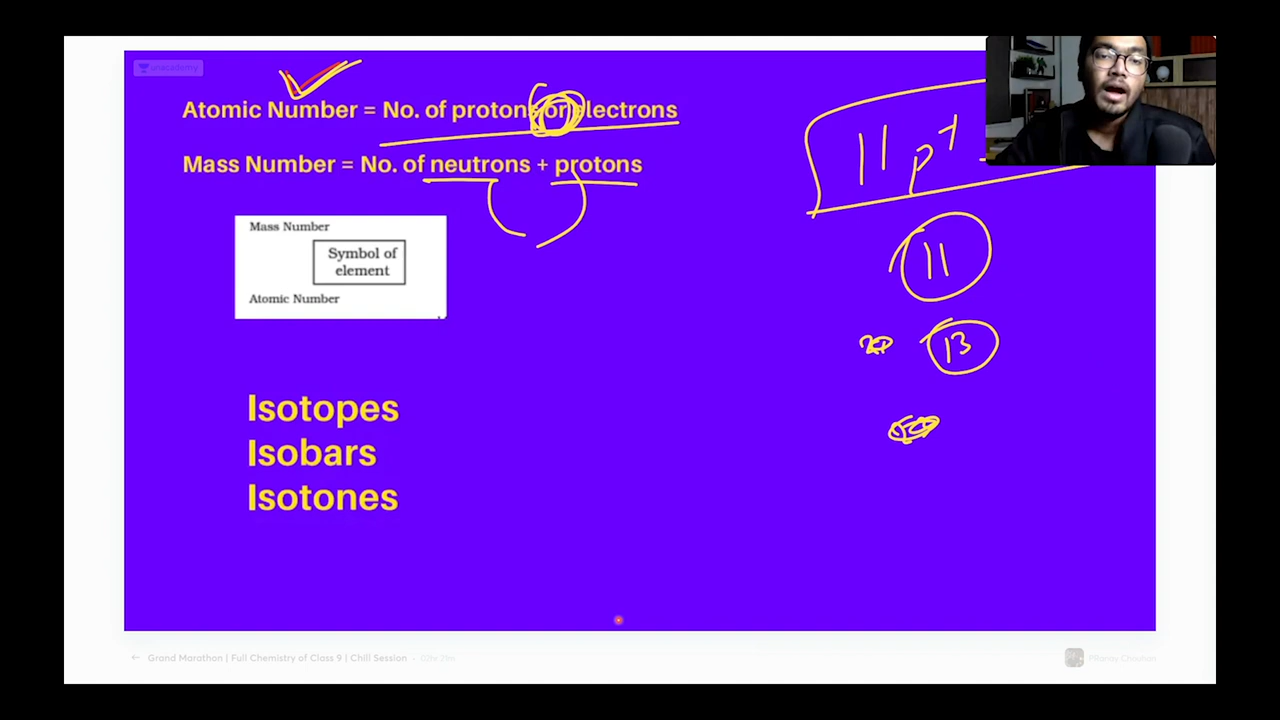 unacademy
Atomic Number = No. of protons or electrons
Mass Number = No. of neutrons + protons
11 p+
Mass Number
Symbol of
element
Atomic Number
11
13
Isotopes
Isobars
Isotones
Grand Marathon | Full Chemistry of Class 9 | Chill Session